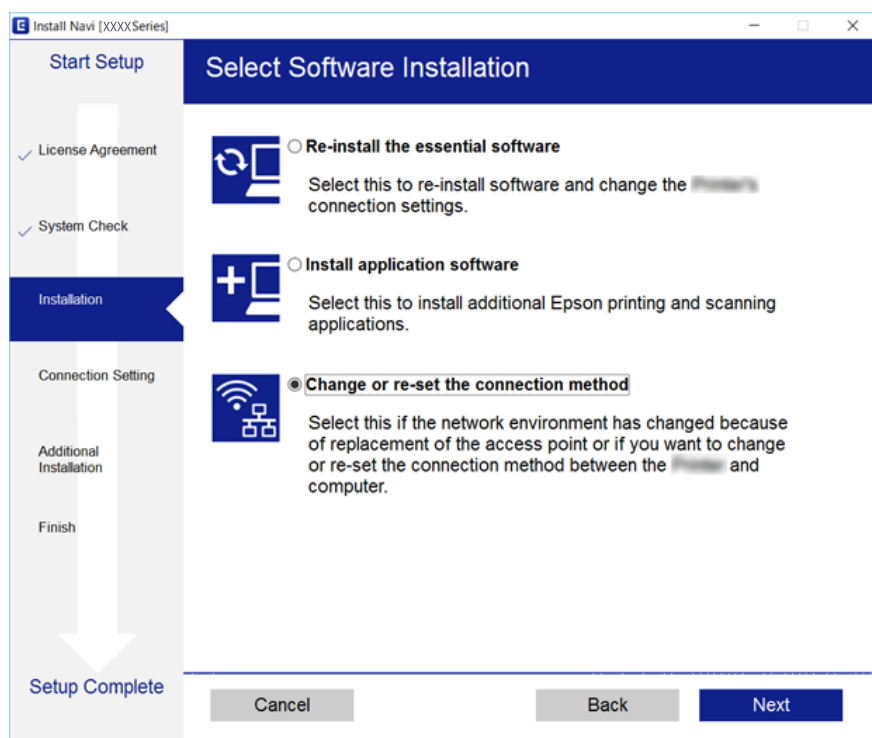 Install Navi [XXXX Series]
Start Setup
License Agreement
System Check
Installation
Connection Setting
Additional
Installation
Finish
Setup Complete
Select Software Installation
Re-install the essential software
Select this to re-install software and change the
connection settings.
Install application software
Select this to install additional Epson printing and scanning
applications.
Change or re-set the connection method
Select this if the network environment has changed because
of replacement of the access point or if you want to change
or re-set the connection method between the and
computer.
Cancel
Back
Next